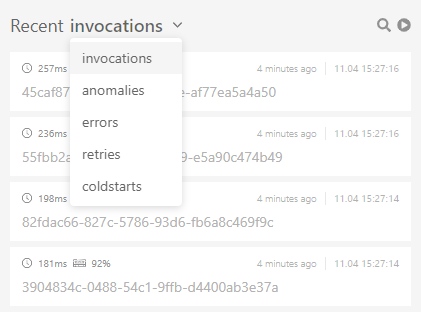 Recent invocations
invocations
anomalies
errors
retries
coldstarts
257ms 4 minutes ago 11.04 15:27:16
45caf87 e-af77ea5a4a50
236ms 4 minutes ago 11.04 15:27:16
55fbb2a 9-e5a90c474b49
198ms 4 minutes ago 11.04 15:27:14
82fdac66-827c-5786-93d6-fb6a8c469f9c
181ms 92% 4 minutes ago 11.04 15:27:14
3904834c-0488-54c1-9ffb-d4400ab3e37a